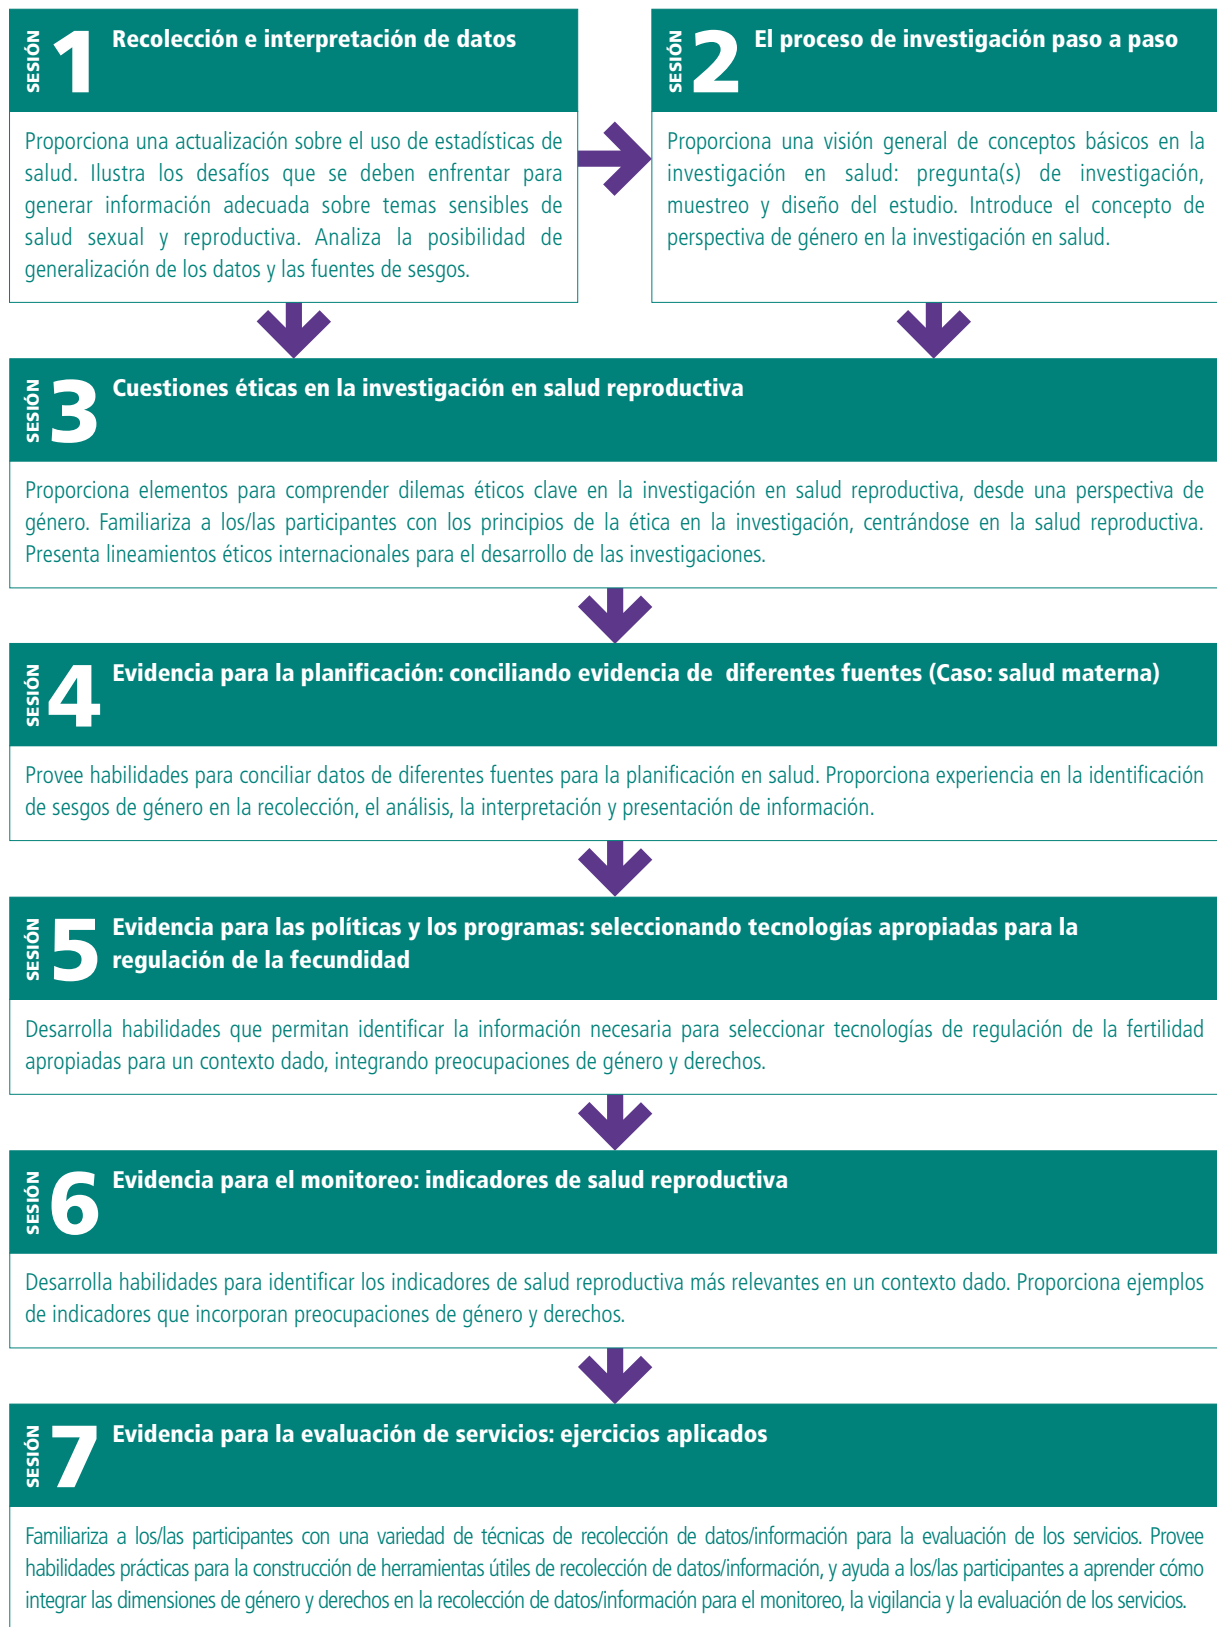 SESIÓN 1 Recolección e interpretación de datos
Proporciona una actualización sobre el uso de estadísticas de
salud. Ilustra los desafíos que se deben enfrentar para
generar información adecuada sobre temas sensibles de
salud sexual y reproductiva. Analiza la posibilidad de
generalización de los datos y las fuentes de sesgos.
SESIÓN 2 El proceso de investigación paso a paso
Proporciona una visión general de conceptos básicos en la
investigación en salud: pregunta(s) de investigación,
muestreo y diseño del estudio. Introduce el concepto de
perspectiva de género en la investigación en salud.
SESIÓN 3 Cuestiones éticas en la investigación en salud reproductiva
Proporciona elementos para comprender dilemas éticos clave en la investigación en salud reproductiva, desde una perspectiva de
género. Familiariza a los/las participantes con los principios de la ética en la investigación, centrándose en la salud reproductiva.
Presenta lineamientos éticos internacionales para el desarrollo de las investigaciones.
SESIÓN 4 Evidencia para la planificación: conciliando evidencia de diferentes fuentes (Caso: salud materna)
Provee habilidades para conciliar datos de diferentes fuentes para la planificación en salud. Proporciona experiencia en la identificación
de sesgos de género en la recolección, el análisis, la interpretación y presentación de información.
SESIÓN 5 Evidencia para las políticas y los programas: seleccionando tecnologías apropiadas para la
regulación de la fecundidad
Desarrolla habilidades que permitan identificar la información necesaria para seleccionar tecnologías de regulación de la fertilidad
apropiadas para un contexto dado, integrando preocupaciones de género y derechos.
SESIÓN 6 Evidencia para el monitoreo: indicadores de salud reproductiva
Desarrolla habilidades para identificar los indicadores de salud reproductiva más relevantes en un contexto dado. Proporciona ejemplos
de indicadores que incorporan preocupaciones de género y derechos.
SESIÓN 7 Evidencia para la evaluación de servicios: ejercicios aplicados
Familiariza a los/las participantes con una variedad de técnicas de recolección de datos/información para la evaluación de los servicios. Provee
habilidades prácticas para la construcción de herramientas útiles de recolección de datos/información, y ayuda a los/las participantes a aprender cómo
integrar las dimensiones de género y derechos en la recolección de datos/información para el monitoreo, la vigilancia y la evaluación de los servicios.